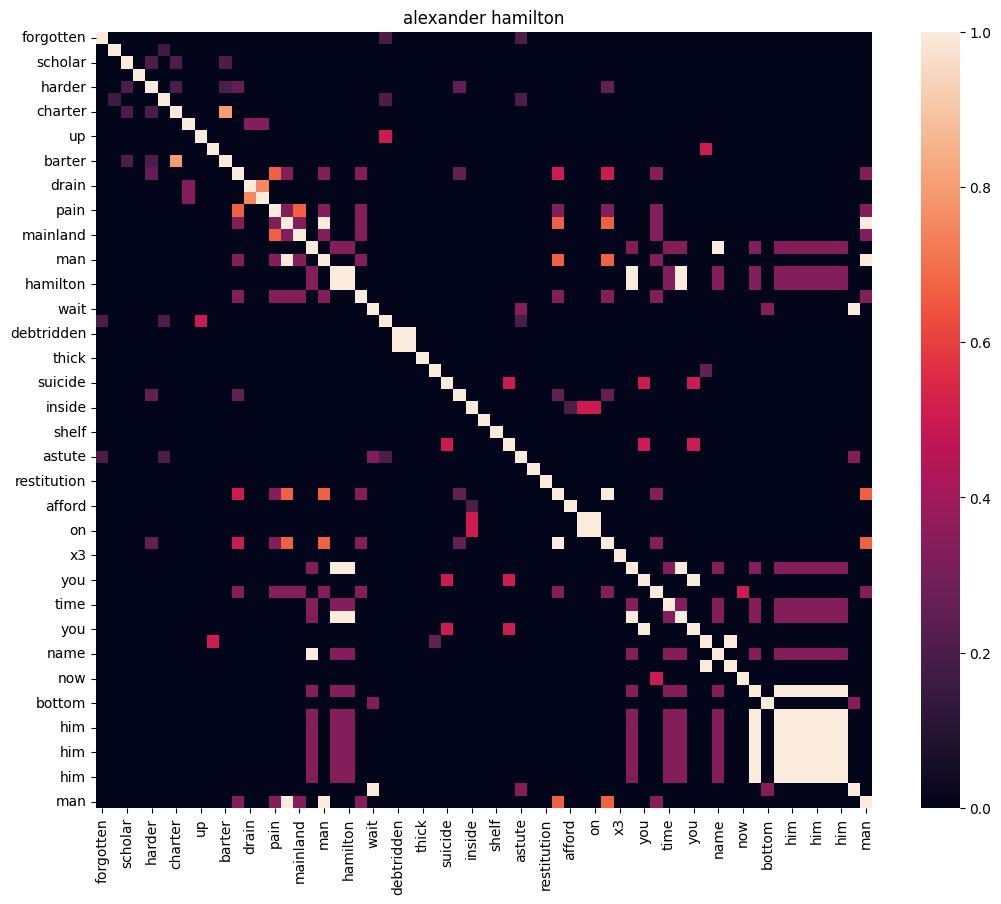 alexander hamilton
forgotten
scholar
harder
charter
up
barter
drain
pain
mainland
man
hamilton
wait
debtridden
thick
suicide
inside
shelf
astute
restitution
afford
on
x3
you
time
you
name
now
bottom
him
him
him
man
forgotten
scholar
harder
charter
up
barter
drain
pain
mainland
man
hamilton
wait
debtridden
thick
suicide
inside
shelf
astute
restitution
afford
on
x3
you
time
you
name
now
bottom
him
him
him
man
1.0
0.8
0.6
0.4
0.2
0.0